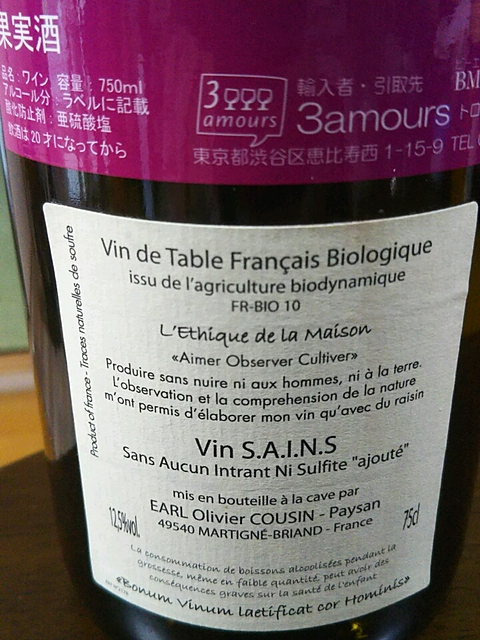 果実酒
品名：ワイン 容量：750ml
アルコール分：ラベルに記載
酸化防止剤：亜硫酸塩
飲酒は20才になってから
3
amours
輸入者・引取先
3amours
東京都渋谷区恵比寿西 1-15-9 TEL
BM
トロ
Product of france - Traces naturelles de soufre
Vin de Table Français Biologique
issu de l'agriculture biodynamique
FR-BIO 10
L'Ethique de la Maison
«Aimer Observer Cultiver»
Produire sans nuire ni aux hommes, ni à la terre.
L'observation et la comprehension de la nature
m'ont permis d'élaborer mon vin qu'avec du raisin
Vin S.A.I.N.S
Sans Aucun Intrant Ni Sulfite "ajouté"
mis en bouteille à la cave par
EARL Olivier COUSIN - Paysan
49540 MARTIGNÉ-BRIAND - France
12,5%vol.
75cl
La consommation de boissons alcoolisées pendant la
grossesse, même en faible quantité, peut avoir des
conséquences graves sur la santé de l'enfant
«Bonum Vinum laetificat cor Hominis»